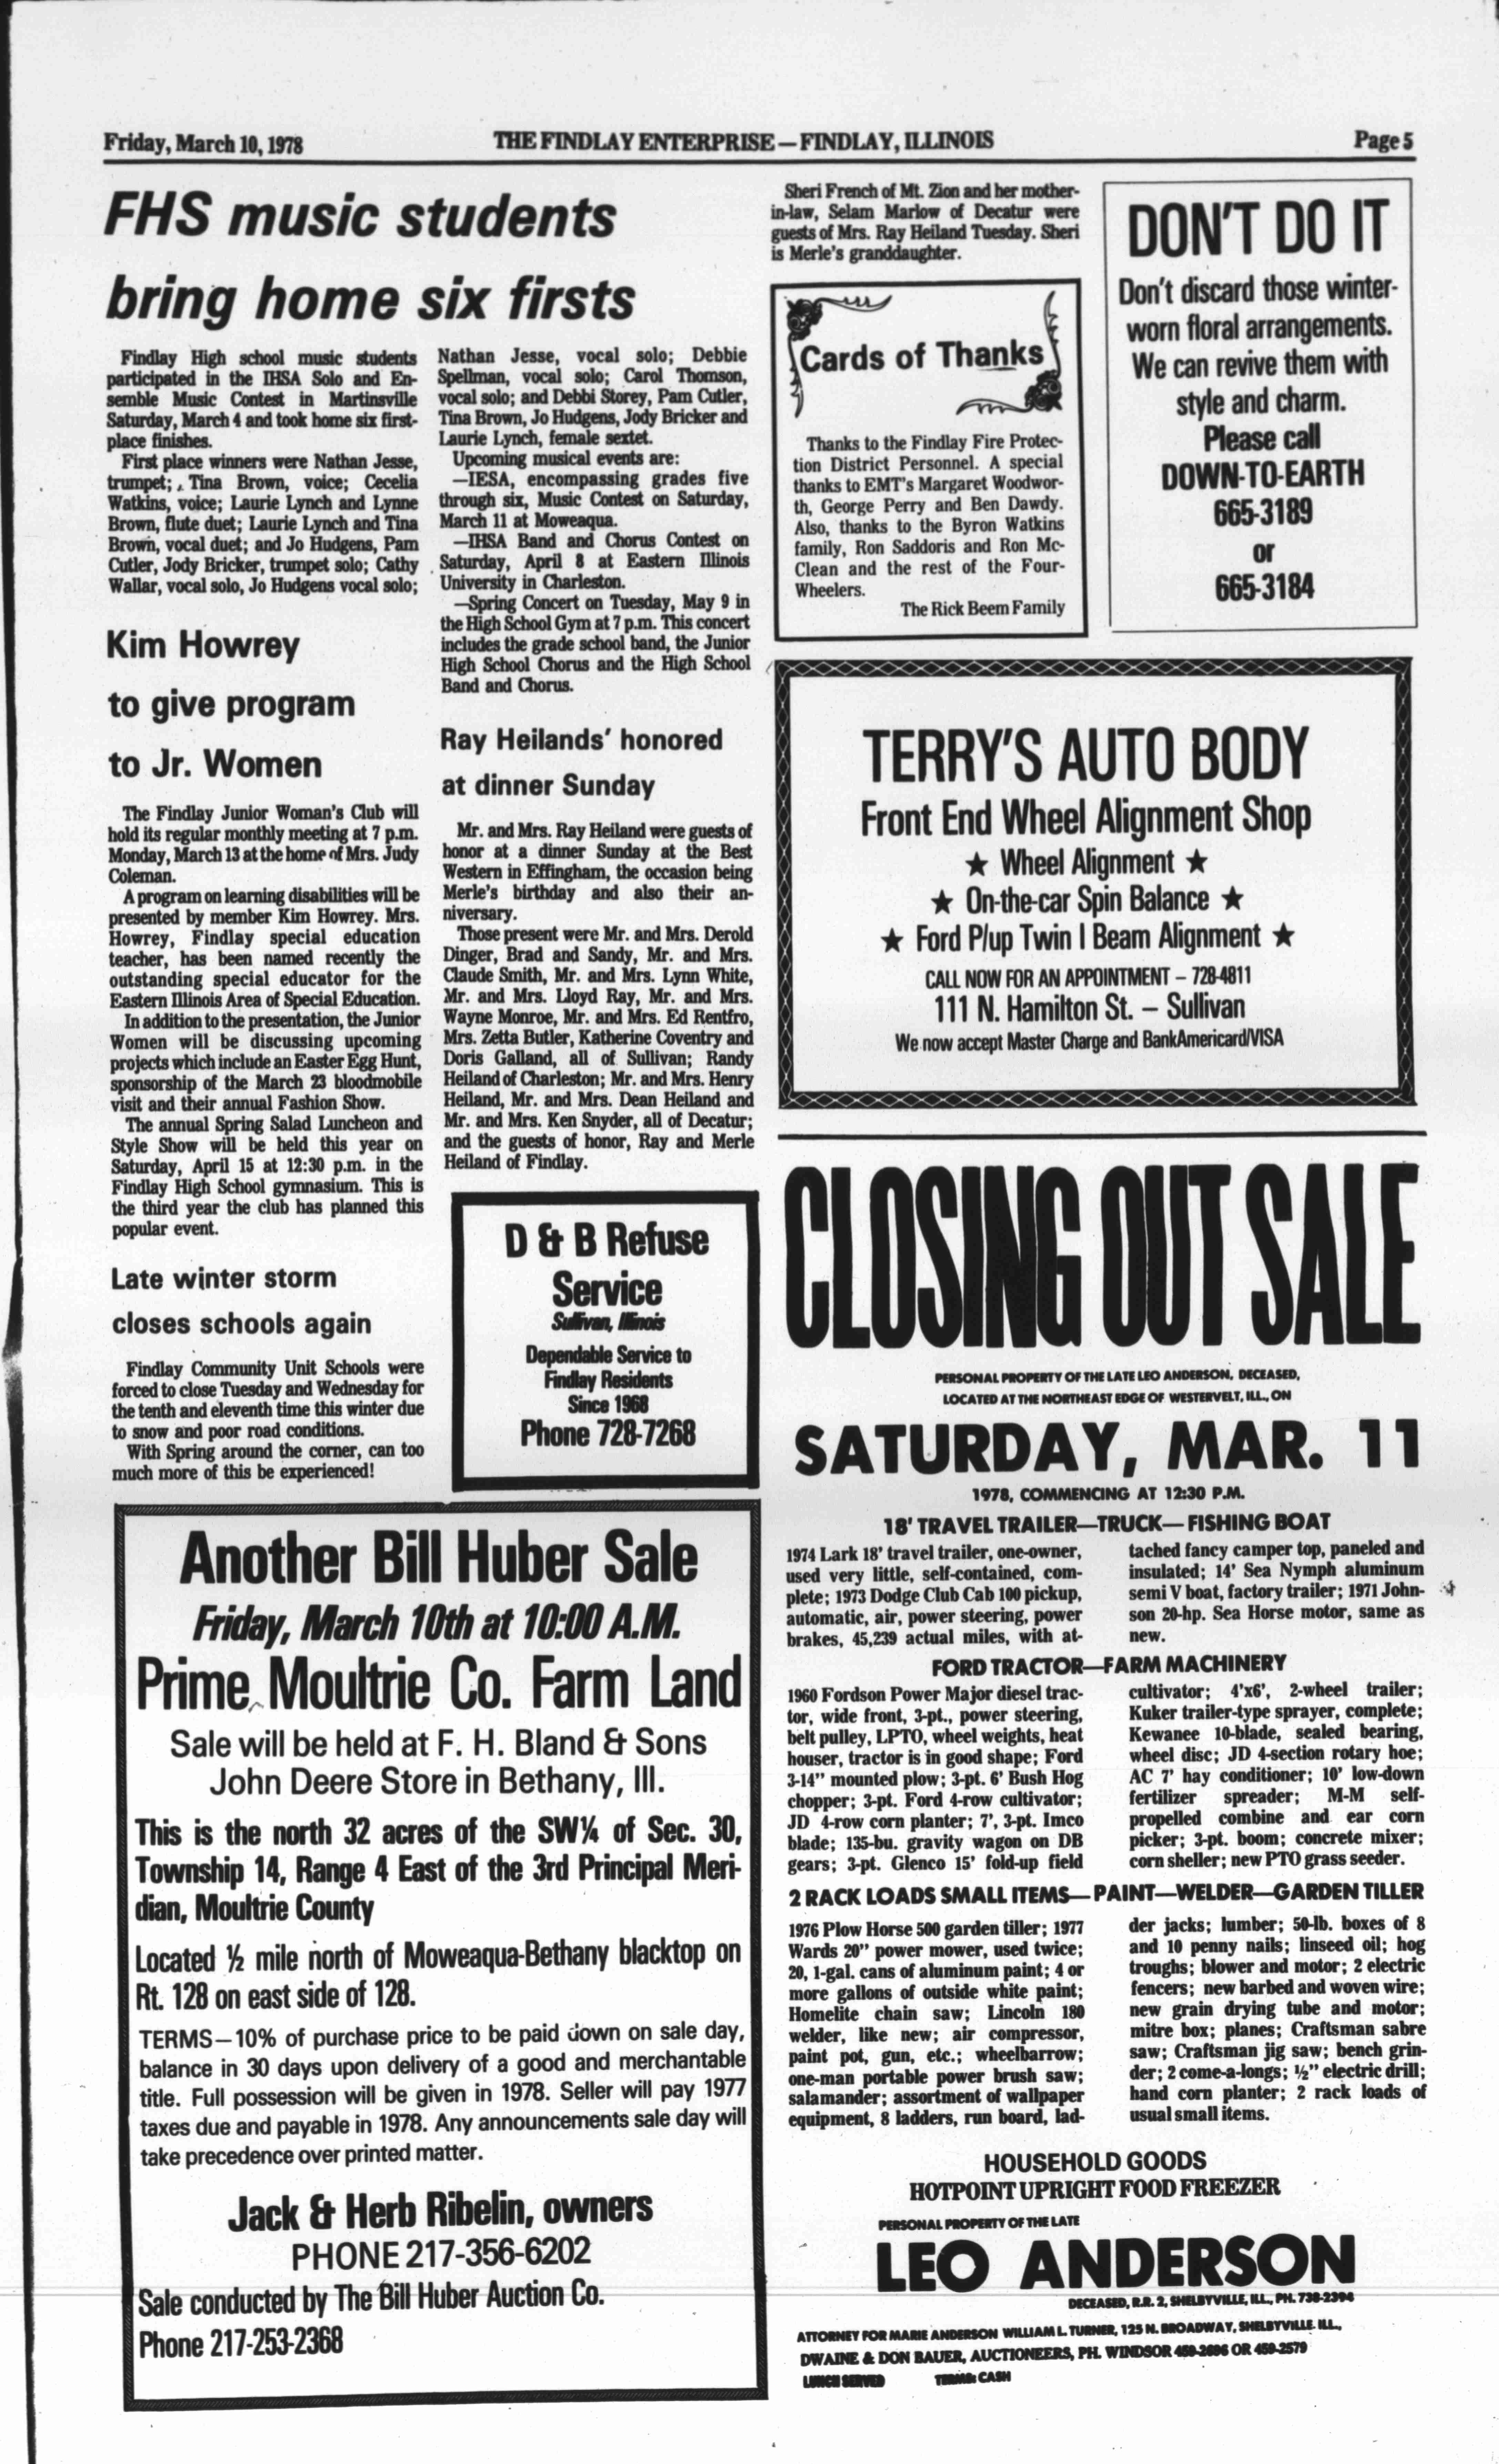 Friday, March 10, 1978
THE FINDLAY ENTERPRISE — FINDLAY, ILLINOIS
Page 5
FHS music students
bring home six firsts
Findlay High school music students
participated in the IHSA Solo and En-
semble Music Contest in Martinsville
Saturday, March 4 and took home six first-
place finishes.
First place winners were Nathan Jesse,
trumpet; Tina Brown, voice; Cecelia
Watkins, voice; Laurie Lynch and Lynne
Brown, flute duet; Laurie Lynch and Tina
Brown, vocal duet; and Jo Hudgens, Pam
Cutler, Jody Bricker, trumpet solo; Cathy
Wallar, vocal solo, Jo Hudgens vocal solo;
Nathan Jesse, vocal solo; Debbie
Spellman, vocal solo; Carol Thomson,
vocal solo; and Debbi Storey, Pam Cutler,
Tina Brown, Jo Hudgens, Jody Bricker and
Laurie Lynch, female sextet.
Upcoming musical events are:
—IESA, encompassing grades five
through six, Music Contest on Saturday,
March 11 at Moweaqua.
—IHSA Band and Chorus Contest on
Saturday, April 8 at Eastern Illinois
University in Charleston.
—Spring Concert on Tuesday, May 9 in
the High School Gym at 7 p.m. This concert
includes the grade school band, the Junior
High School Chorus and the High School
Band and Chorus.
Kim Howrey
to give program
to Jr. Women
The Findlay Junior Woman's Club will
hold its regular monthly meeting at 7 p.m.
Monday, March 13 at the home of Mrs. Judy
Coleman.
A program on learning disabilities will be
presented by member Kim Howrey. Mrs.
Howrey, Findlay special education
teacher, has been named recently the
outstanding special educator for the
Eastern Illinois Area of Special Education.
In addition to the presentation, the Junior
Women will be discussing upcoming
projects which include an Easter Egg Hunt,
sponsorship of the March 23 bloodmobile
visit and their annual Fashion Show.
The annual Spring Salad Luncheon and
Style Show will be held this year on
Saturday, April 15 at 12:30 p.m. in the
Findlay High School gymnasium. This is
the third year the club has planned this
popular event.
Late winter storm
closes schools again
Findlay Community Unit Schools were
forced to close Tuesday and Wednesday for
the tenth and eleventh time this winter due
to snow and poor road conditions.
With Spring around the corner, can too
much more of this be experienced!
Ray Heilands' honored
at dinner Sunday
Mr. and Mrs. Ray Heiland were guests of
honor at a dinner Sunday at the Best
Western in Effingham, the occasion being
Merle's birthday and also their an-
niversary.
Those present were Mr. and Mrs. Derold
Dinger, Brad and Sandy, Mr. and Mrs.
Claude Smith, Mr. and Mrs. Lynn White,
Mr. and Mrs. Lloyd Ray, Mr. and Mrs.
Wayne Monroe, Mr. and Mrs. Ed Rentfro,
Mrs. Zetta Butler, Katherine Coventry and
Doris Galland, all of Sullivan; Randy
Heiland of Charleston; Mr. and Mrs. Henry
Heiland, Mr. and Mrs. Dean Heiland and
Mr. and Mrs. Ken Snyder, all of Decatur;
and the guests of honor, Ray and Merle
Heiland of Findlay.
Sheri French of Mt. Zion and her mother-
in-law, Selam Marlow of Decatur were
guests of Mrs. Ray Heiland Tuesday. Sheri
is Merle's granddaughter.
D & B Refuse
Service
Sullivan, Illinois
Dependable Service to
Findlay Residents
Since 1968
Phone 728-7268
Another Bill Huber Sale
Friday, March 10th at 10:00 A.M.
Prime Moultrie Co. Farm Land
Sale will be held at F. H. Bland & Sons
John Deere Store in Bethany, Ill.
This is the north 32 acres of the SW¼ of Sec. 30,
Township 14, Range 4 East of the 3rd Principal Meri-
dian, Moultrie County
Located ½ mile north of Moweaqua-Bethany blacktop on
Rt. 128 on east side of 128.
TERMS—10% of purchase price to be paid down on sale day,
balance in 30 days upon delivery of a good and merchantable
title. Full possession will be given in 1978. Seller will pay 1977
taxes due and payable in 1978. Any announcements sale day will
take precedence over printed matter.
Jack & Herb Ribelin, owners
PHONE 217-356-6202
Sale conducted by The Bill Huber Auction Co.
Phone 217-253-2368
Cards of Thanks
Thanks to the Findlay Fire Protec-
tion District Personnel. A special
thanks to EMT's Margaret Woodwor-
th, George Perry and Ben Dawdy.
Also, thanks to the Byron Watkins
family, Ron Saddoris and Ron Mc-
Clean and the rest of the Four-
Wheelers.
The Rick Beem Family
DON'T DO IT
Don't discard those winter-
worn floral arrangements.
We can revive them with
style and charm.
Please call
DOWN-TO-EARTH
665-3189
or
665-3184
TERRY'S AUTO BODY
Front End Wheel Alignment Shop
★ Wheel Alignment ★
★ On-the-car Spin Balance ★
★ Ford P/up Twin I Beam Alignment ★
CALL NOW FOR AN APPOINTMENT – 728-4811
111 N. Hamilton St. – Sullivan
We now accept Master Charge and BankAmericard/VISA
CLOSING OUT SALE
PERSONAL PROPERTY OF THE LATE LEO ANDERSON, DECEASED,
LOCATED AT THE NORTHEAST EDGE OF WESTERVELT, ILL., ON
SATURDAY, MAR. 11
1978, COMMENCING AT 12:30 P.M.
18' TRAVEL TRAILER—TRUCK—FISHING BOAT
1974 Lark 18' travel trailer, one-owner,
used very little, self-contained, com-
plete; 1973 Dodge Club Cab 100 pickup,
automatic, air, power steering, power
brakes, 45,239 actual miles, with at-
tached fancy camper top, paneled and
insulated; 14' Sea Nymph aluminum
semi V boat, factory trailer; 1971 John-
son 20-hp. Sea Horse motor, same as
new.
FORD TRACTOR—FARM MACHINERY
1960 Fordson Power Major diesel trac-
tor, wide front, 3-pt., power steering,
belt pulley, LPTO, wheel weights, heat
houser, tractor is in good shape; Ford
3-14" mounted plow; 3-pt. 6' Bush Hog
chopper; 3-pt. Ford 4-row cultivator;
JD 4-row corn planter; 7', 3-pt. Imco
blade; 135-bu. gravity wagon on DB
gears; 3-pt. Glenco 15' fold-up field
cultivator; 4'x6', 2-wheel trailer;
Kuker trailer-type sprayer, complete;
Kewanee 10-blade, sealed bearing,
wheel disc; JD 4-section rotary hoe;
AC 7' hay conditioner; 10' low-down
fertilizer spreader; M-M self-
propelled combine and ear corn
picker; 3-pt. boom; concrete mixer;
corn sheller; new PTO grass seeder.
2 RACK LOADS SMALL ITEMS—PAINT—WELDER—GARDEN TILLER
1976 Plow Horse 500 garden tiller; 1977
Wards 20" power mower, used twice;
20, 1-gal. cans of aluminum paint; 4 or
more gallons of outside white paint;
Homelite chain saw; Lincoln 180
welder, like new; air compressor,
paint pot, gun, etc.; wheelbarrow;
one-man portable power brush saw;
salamander; assortment of wallpaper
equipment, 8 ladders, run board, lad-
der jacks; lumber; 50-lb. boxes of 8
and 10 penny nails; linseed oil; hog
troughs; blower and motor; 2 electric
fencers; new barbed and woven wire;
new grain drying tube and motor;
mitre box; planes; Craftsman sabre
saw; Craftsman jig saw; bench grin-
der; 2 come-a-longs; ½" electric drill;
hand corn planter; 2 rack loads of
usual small items.
HOUSEHOLD GOODS
HOTPOINT UPRIGHT FOOD FREEZER
PERSONAL PROPERTY OF THE LATE
LEO ANDERSON
DECEASED, R.R. 2, SHELBYVILLE, ILL., PH. 738-2394
ATTORNEY FOR MARIE ANDERSON WILLIAM L. TURNER, 125 N. BROADWAY, SHELBYVILLE ILL.,
DWAINE & DON BAUER, AUCTIONEERS, PH. WINDSOR 459-2696 OR 459-2579
LUNCH SERVED TERMS: CASH